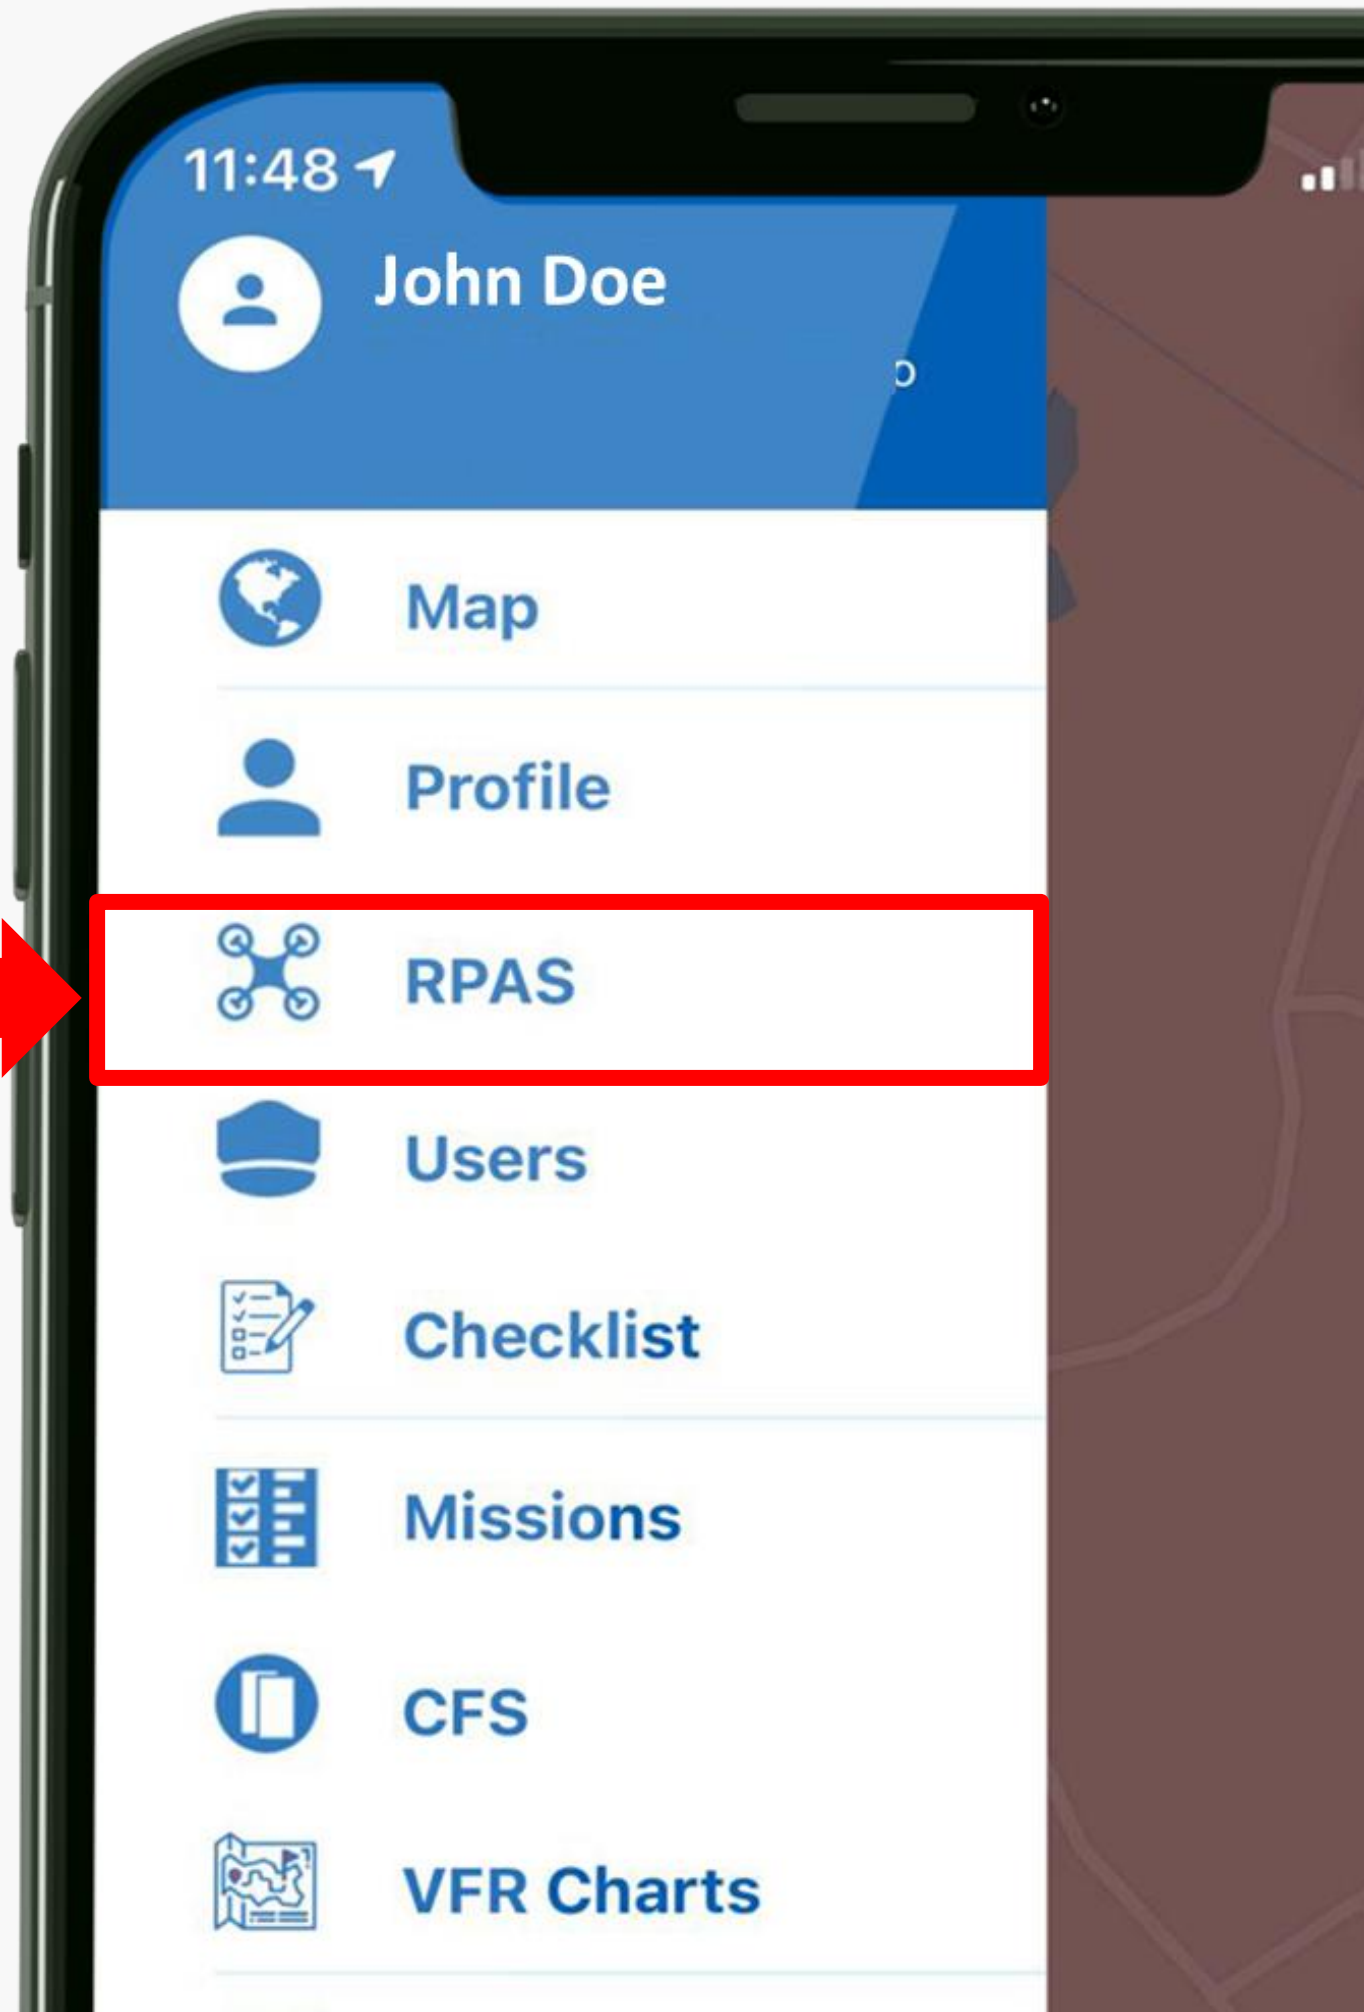 11:48
John Doe
o
Map
Profile
RPAS
Users
Checklist
Missions
CFS
VFR Charts